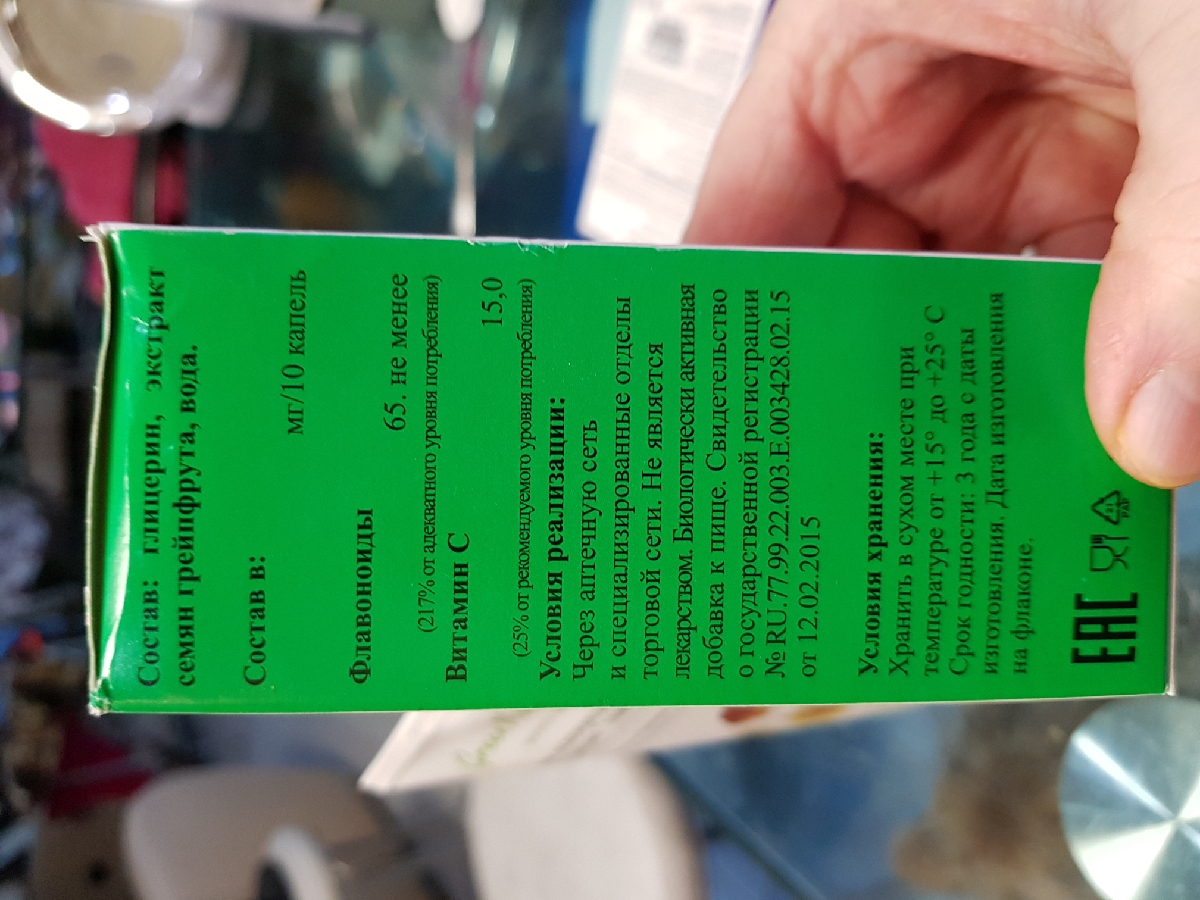 Состав: глицерин, экстракт
семян грейпфрута, вода.
Состав в:
мг/10 капель
Флавоноиды
65. не менее
(217% от адекватного уровня потребления)
Витамин С
15,0
(25% от рекомендуемого уровня потребления)
Условия реализации:
Через аптечную сеть
и специализированные отделы
торговой сети. Не является
лекарством. Биологически активная
добавка к пище. Свидетельство
о государственной регистрации
№ RU.77.99.22.003.Е.003428.02.15
от 12.02.2015
Условия хранения:
Хранить в сухом месте при
температуре от +15° до +25° С
Срок годности: 3 года с даты
изготовления. Дата изготовления
на флаконе.
EAC
21
PAP